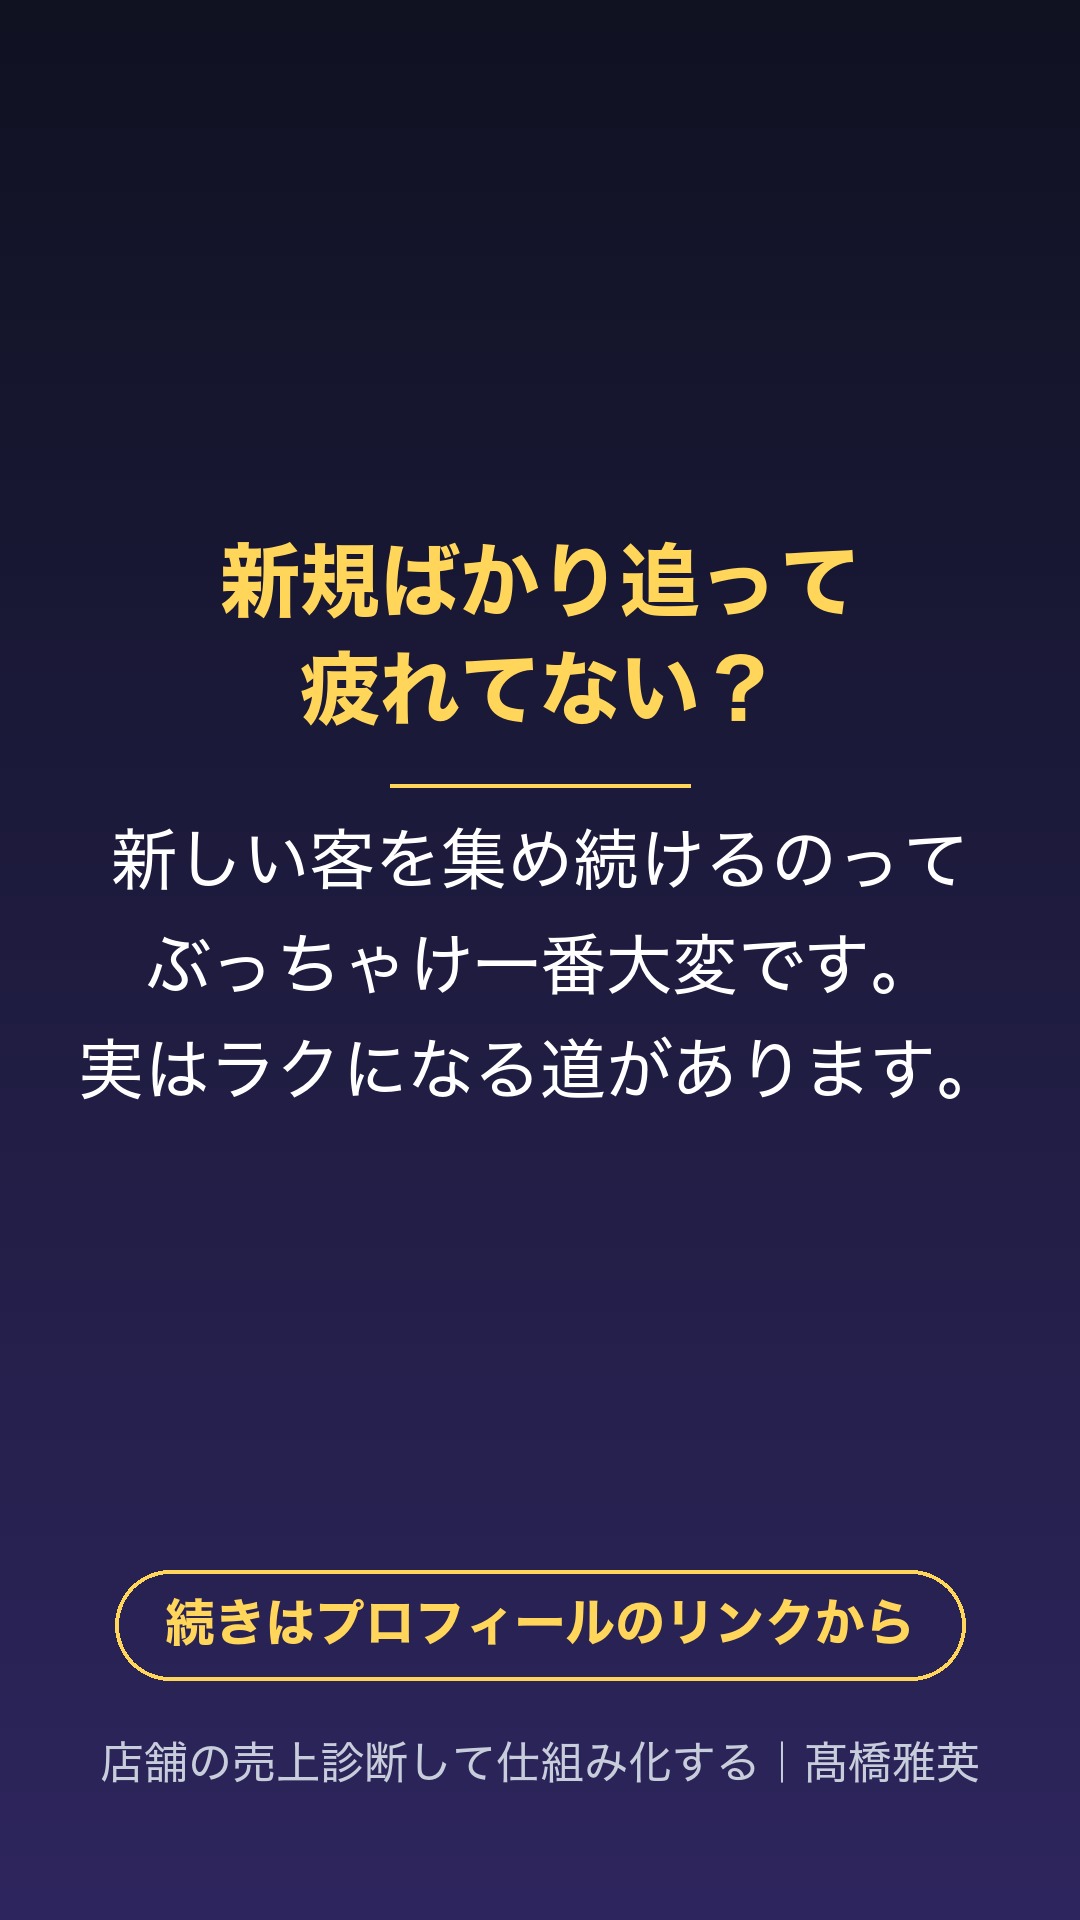 新規ばかり追って
疲れてない？
新しい客を集め続けるのって
ぶっちゃけ一番大変です。
実はラクになる道があります。
続きはプロフィールのリンクから
店舗の売上診断して仕組み化する｜髙橋雅英